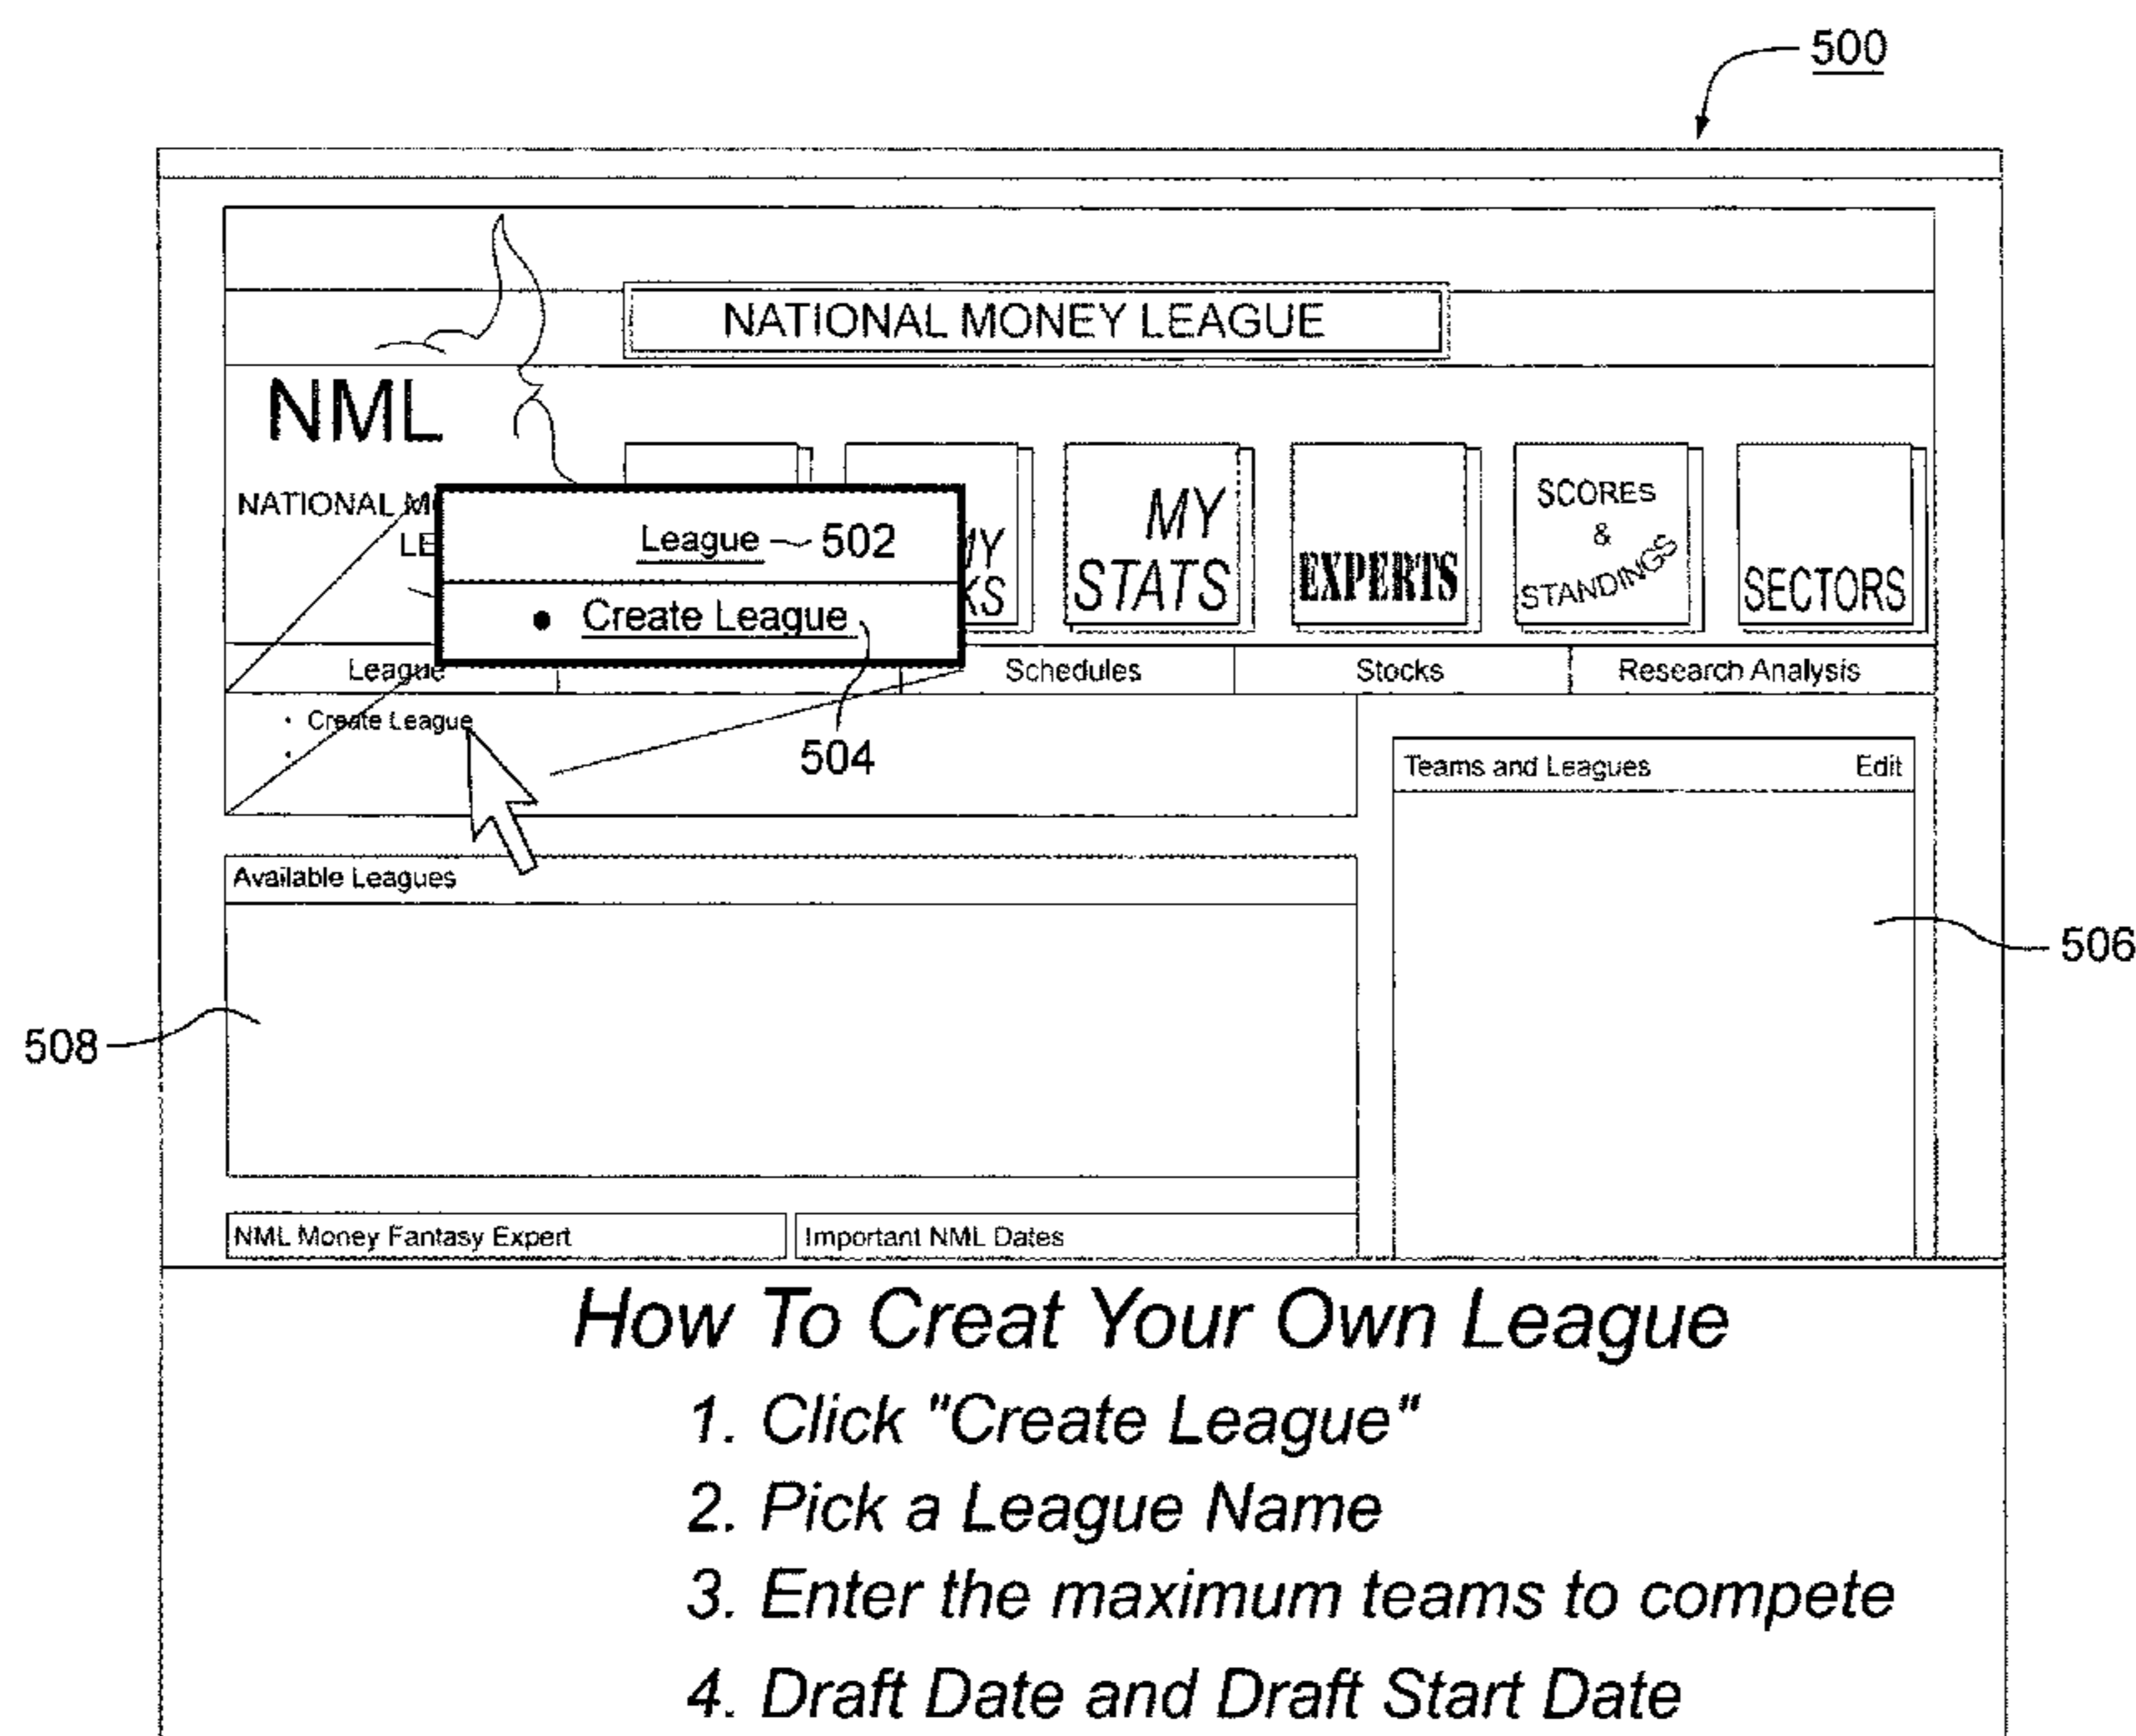 500
NATIONAL MONEY LEAGUE
NML
NATIONAL
League 502
Create League
MY
STATS
EXPERTS
SCORES
&
STANDINGS
SECTORS
League
Schedules
Stocks
Research Analysis
Create League
504
Teams and Leagues Edit
Available Leagues
506
508
NML Money Fantasy Expert
Important NML Dates
How To Creat Your Own League
1. Click "Create League"
2. Pick a League Name
3. Enter the maximum teams to compete
4. Draft Date and Draft Start Date